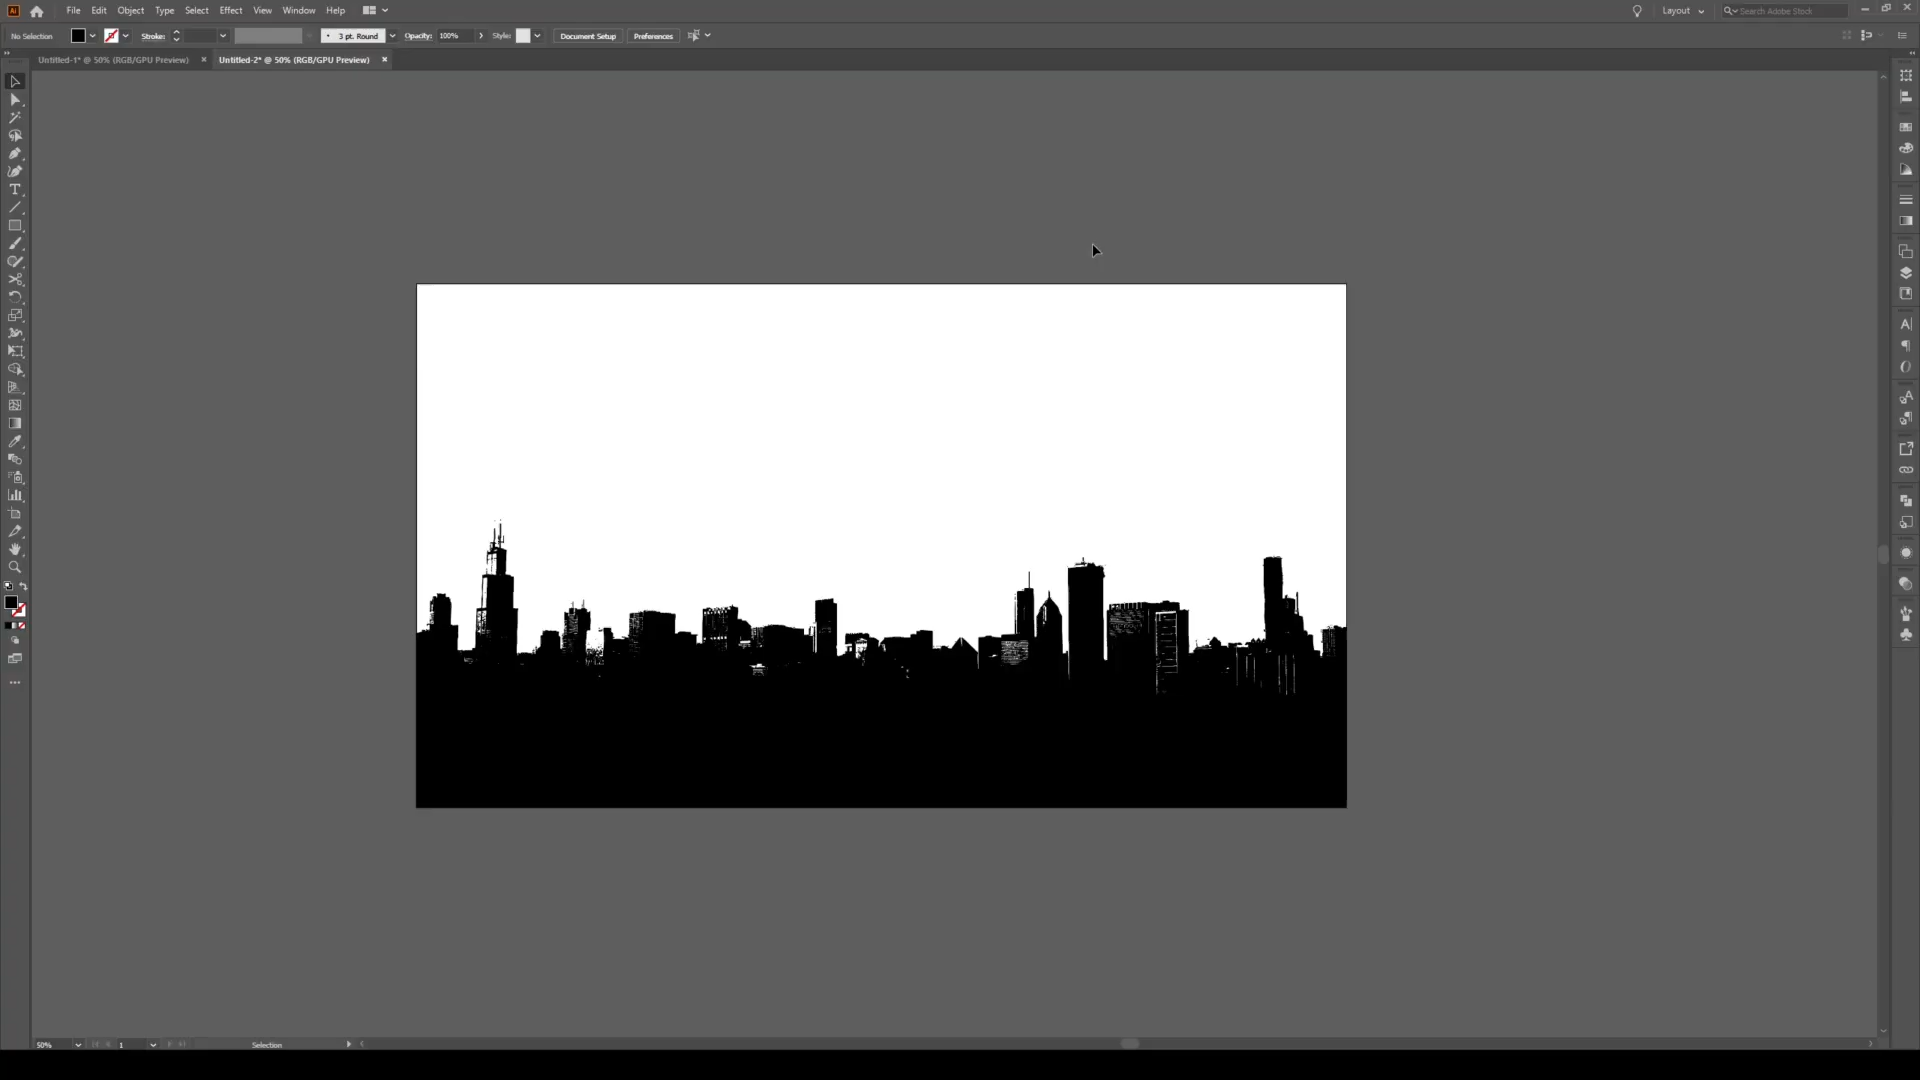 Ai File Edit Object Type Select Effect View Window Help Layout Search Adobe Stock
No Selection Stroke: 3 pt. Round Opacity: 100% Style: Document Setup Preferences
Untitled-1* @ 50% (RGB/GPU Preview) Untitled-2* @ 50% (RGB/GPU Preview)
50% 1 Selection